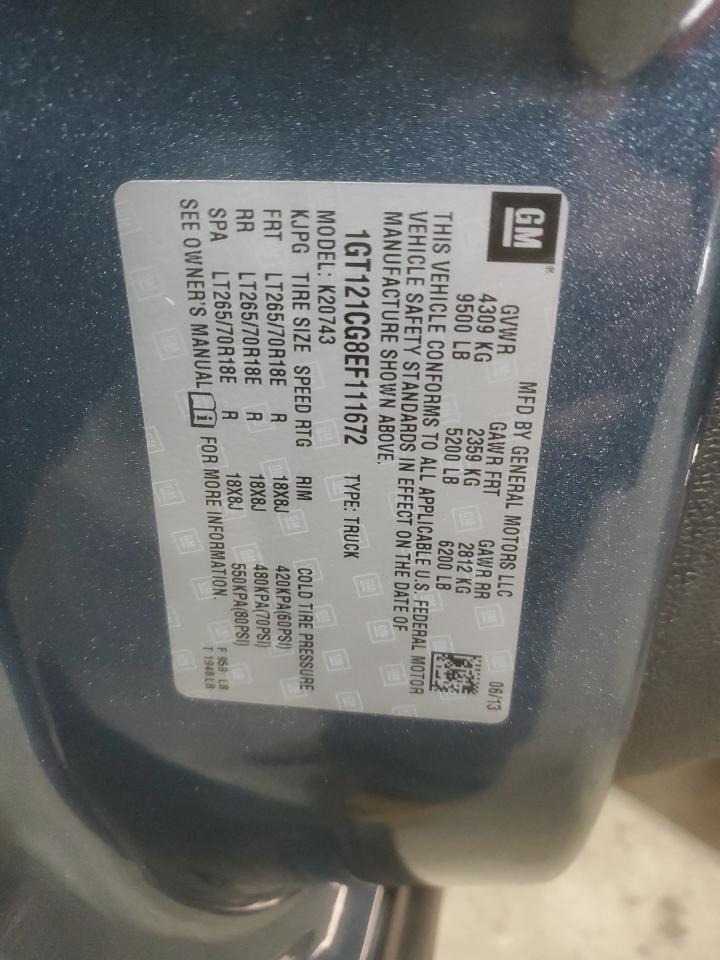 GM
MFD BY GENERAL MOTORS LLC 06/13
GVWR GAWR FRT GAWR RR
4309 KG 2359 KG 2812 KG
9500 LB 5200 LB 6200 LB
THIS VEHICLE CONFORMS TO ALL APPLICABLE U.S. FEDERAL MOTOR
VEHICLE SAFETY STANDARDS IN EFFECT ON THE DATE OF
MANUFACTURE SHOWN ABOVE.
1GT121CG8EF111672 TYPE: TRUCK
MODEL: K20743
KJPG TIRE SIZE SPEED RTG RIM COLD TIRE PRESSURE
FRT LT265/70R18E R 18X8J 420KPA(60PSI)
RR LT265/70R18E R 18X8J 480KPA(70PSI)
SPA LT265/70R18E R 18X8J 550KPA(80PSI)
SEE OWNER'S MANUAL i FOR MORE INFORMATION.
F 959 LB
T 1948 LB